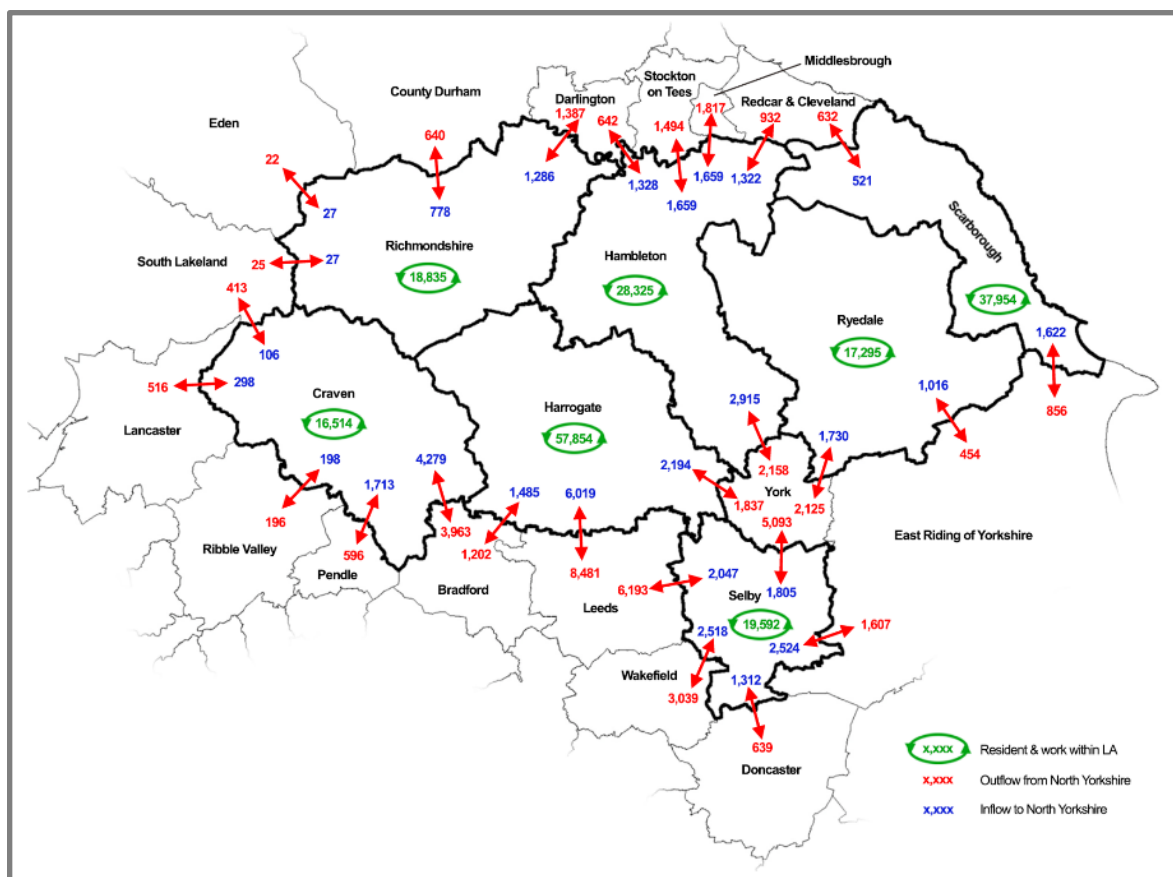 Middlesbrough
Stockton
on Tees
County Durham
Darlington
Redcar & Cleveland
1,387
642
1,817
932
632
Eden
640
1,494
22
1,286
1,328
1,659
1,322
521
27
778
1,659
Scarborough
South Lakeland
25
27
Richmondshire
18,835
Hambleton
28,325
413
37,954
Ryedale
17,295
106
1,622
516
298
Craven
16,514
Harrogate
57,854
2,915
1,016
856
Lancaster
1,730
454
198
4,279
2,194
2,158
1,713
1,485
6,019
York
1,837
2,125
196
596
3,963
1,202
5,093
East Riding of Yorkshire
Ribble Valley
Pendle
8,481
Bradford
Leeds
6,193
2,047
Selby
1,805
19,592
1,607
2,518
2,524
Wakefield
1,312
3,039
639
Doncaster
x,xxx Resident & work within LA
x,xxx Outflow from North Yorkshire
x,xxx Inflow to North Yorkshire